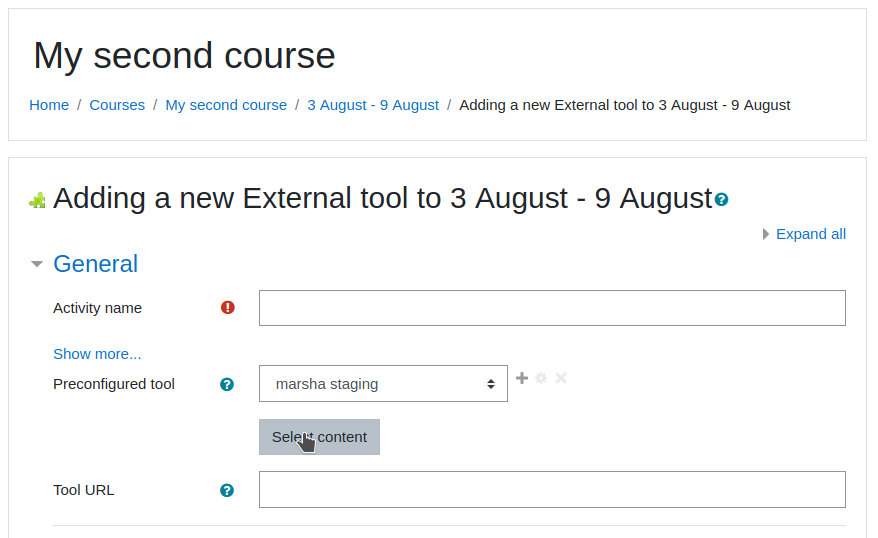 My second course
Home / Courses / My second course / 3 August - 9 August / Adding a new External tool to 3 August - 9 August
Adding a new External tool to 3 August - 9 August
Expand all
General
Activity name
Show more...
Preconfigured tool
marsha staging
Select content
Tool URL